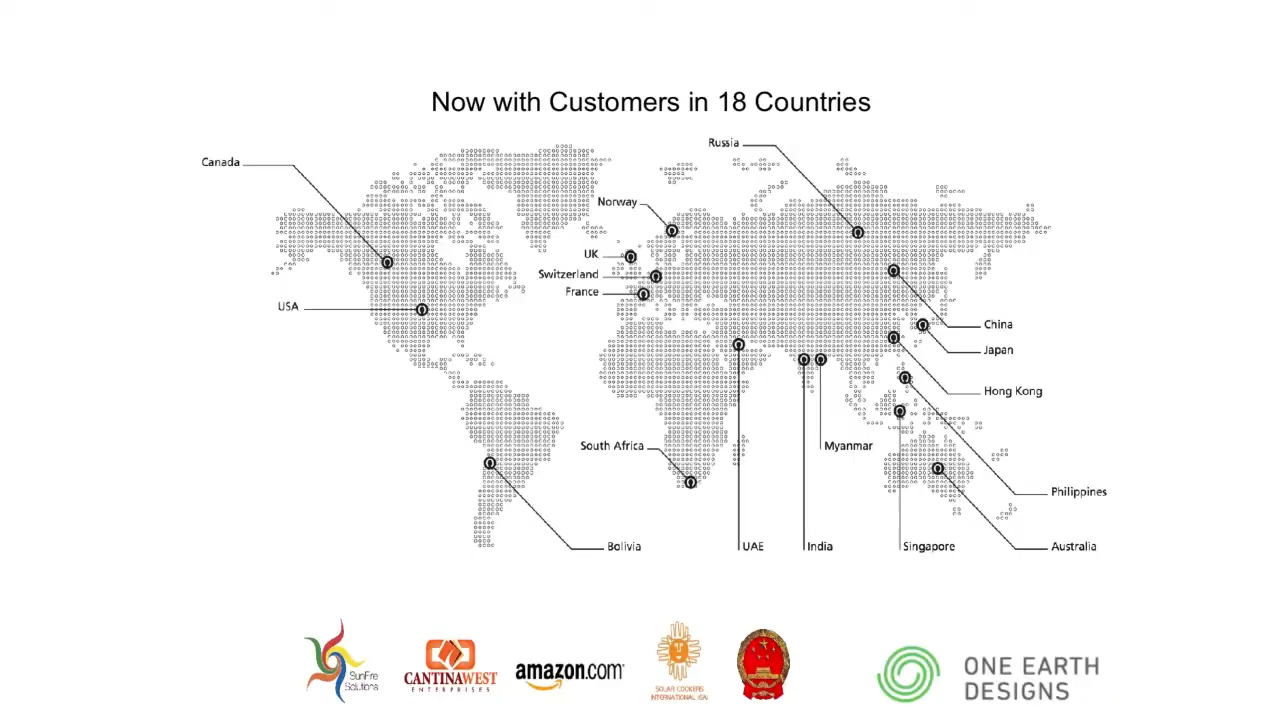 Now with Customers in 18 Countries
Russia
Canada
Norway
UK
Switzerland
France
USA
China
Japan
Hong Kong
South Africa
Myanmar
Philippines
Bolivia
UAE
India
Singapore
Australia
SunFire
Solutions
CANTINAWEST
ENTERPRISES
amazon.com
SOLAR COOKERS
INTERNATIONAL (SCI)
ONE EARTH
DESIGNS